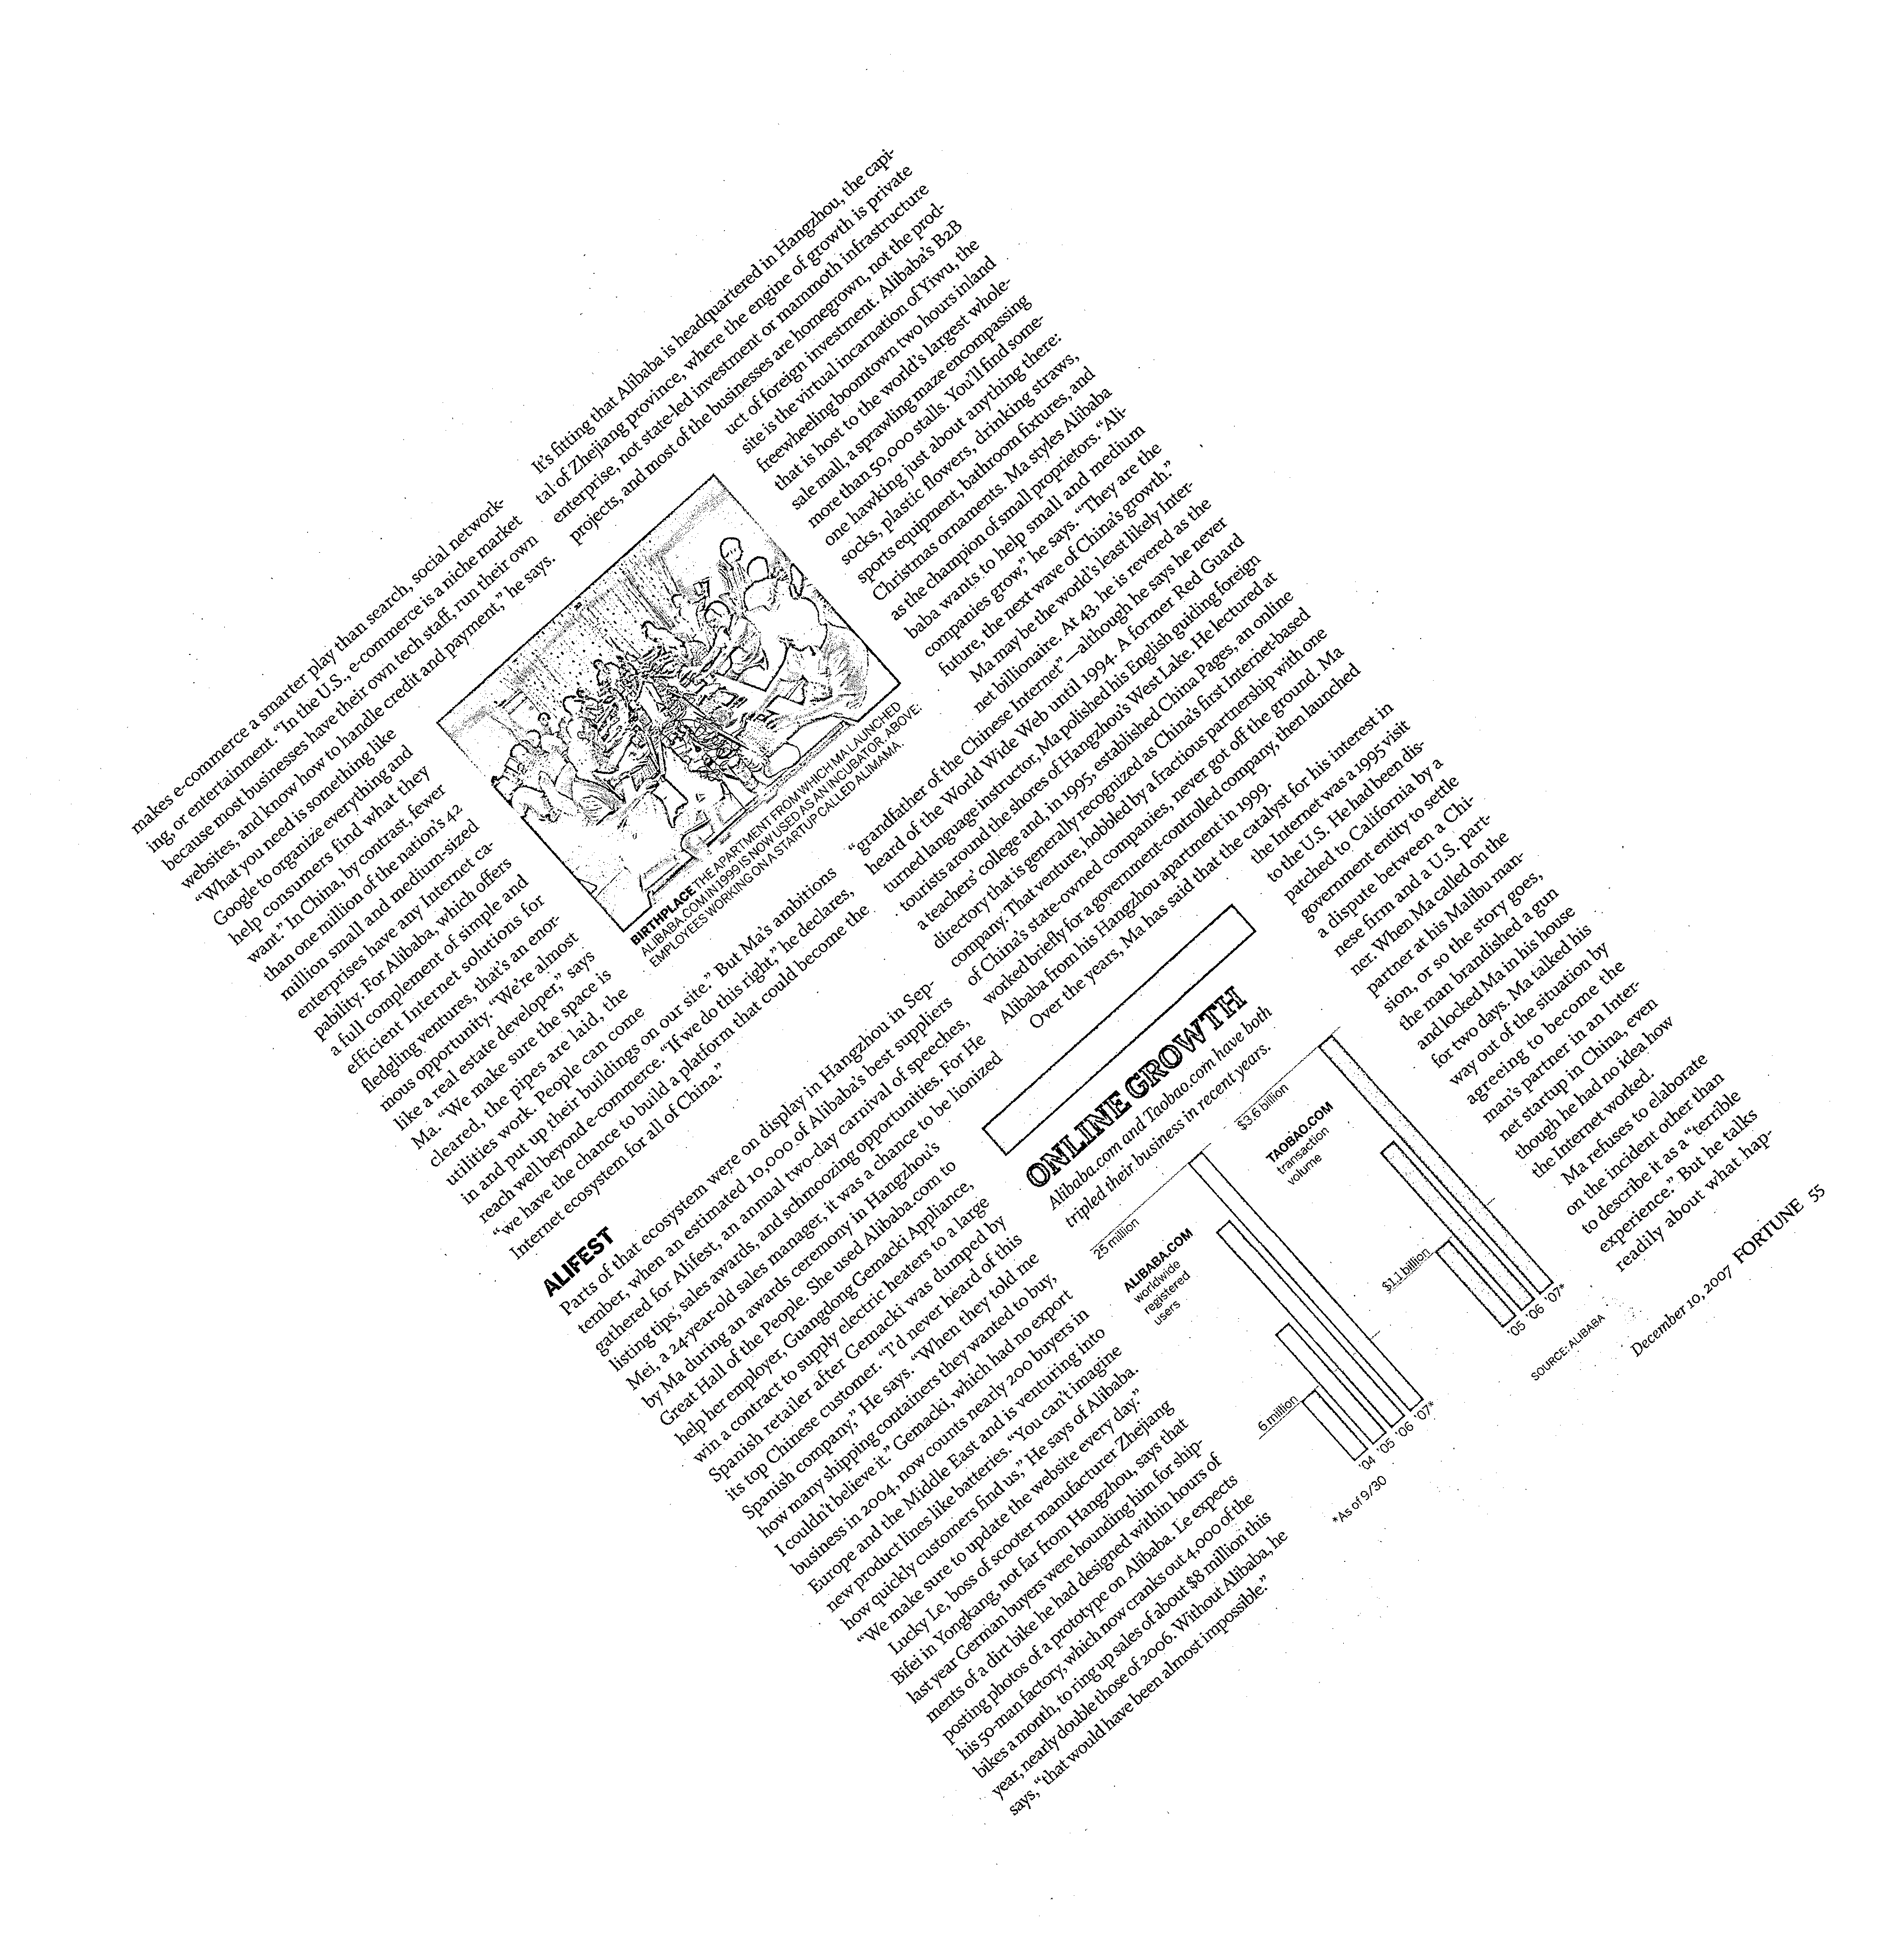 makes e-commerce a smarter play than search, social network-
ing, or entertainment. “In the U.S., e-commerce is a niche market
because most businesses have their own tech staff, run their own
websites, and know how to handle credit and payment,” he says.
“What you need is something like
Google to organize everything and
help consumers find what they
want.” In China, by contrast, fewer
than one million of the nation’s 42
million small and medium-sized
enterprises have any Internet ca-
pability. For Alibaba, which offers
a full complement of simple and
efficient Internet solutions for
fledgling ventures, that’s an enor-
mous opportunity. “We’re almost
like a real estate developer,” says
Ma. “We make sure the space is
cleared, the pipes are laid, the
utilities work. People can come
in and put up their buildings on our site.” But Ma’s ambitions
reach well beyond e-commerce. “If we do this right,” he declares,
“we have the chance to build a platform that could become the
Internet ecosystem for all of China.”
ALIFEST
Parts of that ecosystem were on display in Hangzhou in Sep-
tember, when an estimated 10,000 of Alibaba’s best suppliers
gathered for Alifest, an annual two-day carnival of speeches,
listing tips, sales awards, and schmoozing opportunities. For He
Mei, a 24-year-old sales manager, it was a chance to be lionized
by Ma during an awards ceremony in Hangzhou’s
Great Hall of the People. She used Alibaba.com to
help her employer, Guangdong Gemacki Appliance,
win a contract to supply electric heaters to a large
Spanish retailer after Gemacki was dumped by
its top Chinese customer. “I’d never heard of this
Spanish company,” He says. “When they told me
how many shipping containers they wanted to buy,
I couldn’t believe it.” Gemacki, which had no export
business in 2004, now counts nearly 200 buyers in
Europe and the Middle East and is venturing into
new product lines like batteries. “You can’t imagine
how quickly customers find us,” He says of Alibaba.
“We make sure to update the website every day.”
Lucky Le, boss of scooter manufacturer Zhejiang
Bifei in Yongkang, not far from Hangzhou, says that
last year German buyers were hounding him for ship-
ments of a dirt bike he had designed within hours of
posting photos of a prototype on Alibaba. Le expects
his 50-man factory, which now cranks out 4,000 of the
bikes a month, to ring up sales of about $8 million this
year, nearly double those of 2006. Without Alibaba, he
says, “that would have been almost impossible.”
It’s fitting that Alibaba is headquartered in Hangzhou, the capi-
tal of Zhejiang province, where the engine of growth is private
enterprise, not state-led investment or mammoth infrastructure
projects, and most of the businesses are homegrown, not the prod-
uct of foreign investment. Alibaba’s B2B
site is the virtual incarnation of Yiwu, the
freewheeling boomtown two hours inland
that is host to the world’s largest whole-
sale mall, a sprawling maze encompassing
more than 50,000 stalls. You’ll find some-
one hawking just about anything there:
socks, plastic flowers, drinking straws,
sports equipment, bathroom fixtures, and
Christmas ornaments. Ma styles Alibaba
as the champion of small proprietors. “Ali-
baba wants to help small and medium
companies grow,” he says. “They are the
future, the next wave of China’s growth.”
Ma may be the world’s least likely Inter-
net billionaire. At 43, he is revered as the
“grandfather of the Chinese Internet”—although he says he never
heard of the World Wide Web until 1994. A former Red Guard
turned language instructor, Ma polished his English guiding foreign
tourists around the shores of Hangzhou’s West Lake. He lectured at
a teachers’ college and, in 1995, established China Pages, an online
directory that is generally recognized as China’s first Internet-based
company. That venture, hobbled by a fractious partnership with one
of China’s state-owned companies, never got off the ground. Ma
worked briefly for a government-controlled company, then launched
Alibaba from his Hangzhou apartment in 1999.
Over the years, Ma has said that the catalyst for his interest in
the Internet was a 1995 visit
to the U.S. He had been dis-
patched to California by a
government entity to settle
a dispute between a Chi-
nese firm and a U.S. part-
ner. When Ma called on the
partner at his Malibu man-
sion, or so the story goes,
the man brandished a gun
and locked Ma in his house
for two days. Ma talked his
way out of the situation by
agreeing to become the
man’s partner in an Inter-
net startup in China, even
though he had no idea how
the Internet worked.
Ma refuses to elaborate
on the incident other than
to describe it as a “terrible
experience.” But he talks
readily about what hap-
BIRTHPLACE THE APARTMENT FROM WHICH MA LAUNCHED
ALIBABA.COM IN 1999 IS NOW USED AS AN INCUBATOR. ABOVE:
EMPLOYEES WORKING ON A STARTUP CALLED ALIMAMA.
ONLINE GROWTH
Alibaba.com and Taobao.com have both
tripled their business in recent years.
25 million
ALIBABA.COM
worldwide
registered
users
6 million
’04 ’05 ’06 ’07*
*As of 9/30
$3.6 billion
TAOBAO.COM
transaction
volume
$1.1 billion
’05 ’06 ’07*
SOURCE: ALIBABA
December 10, 2007 FORTUNE 55